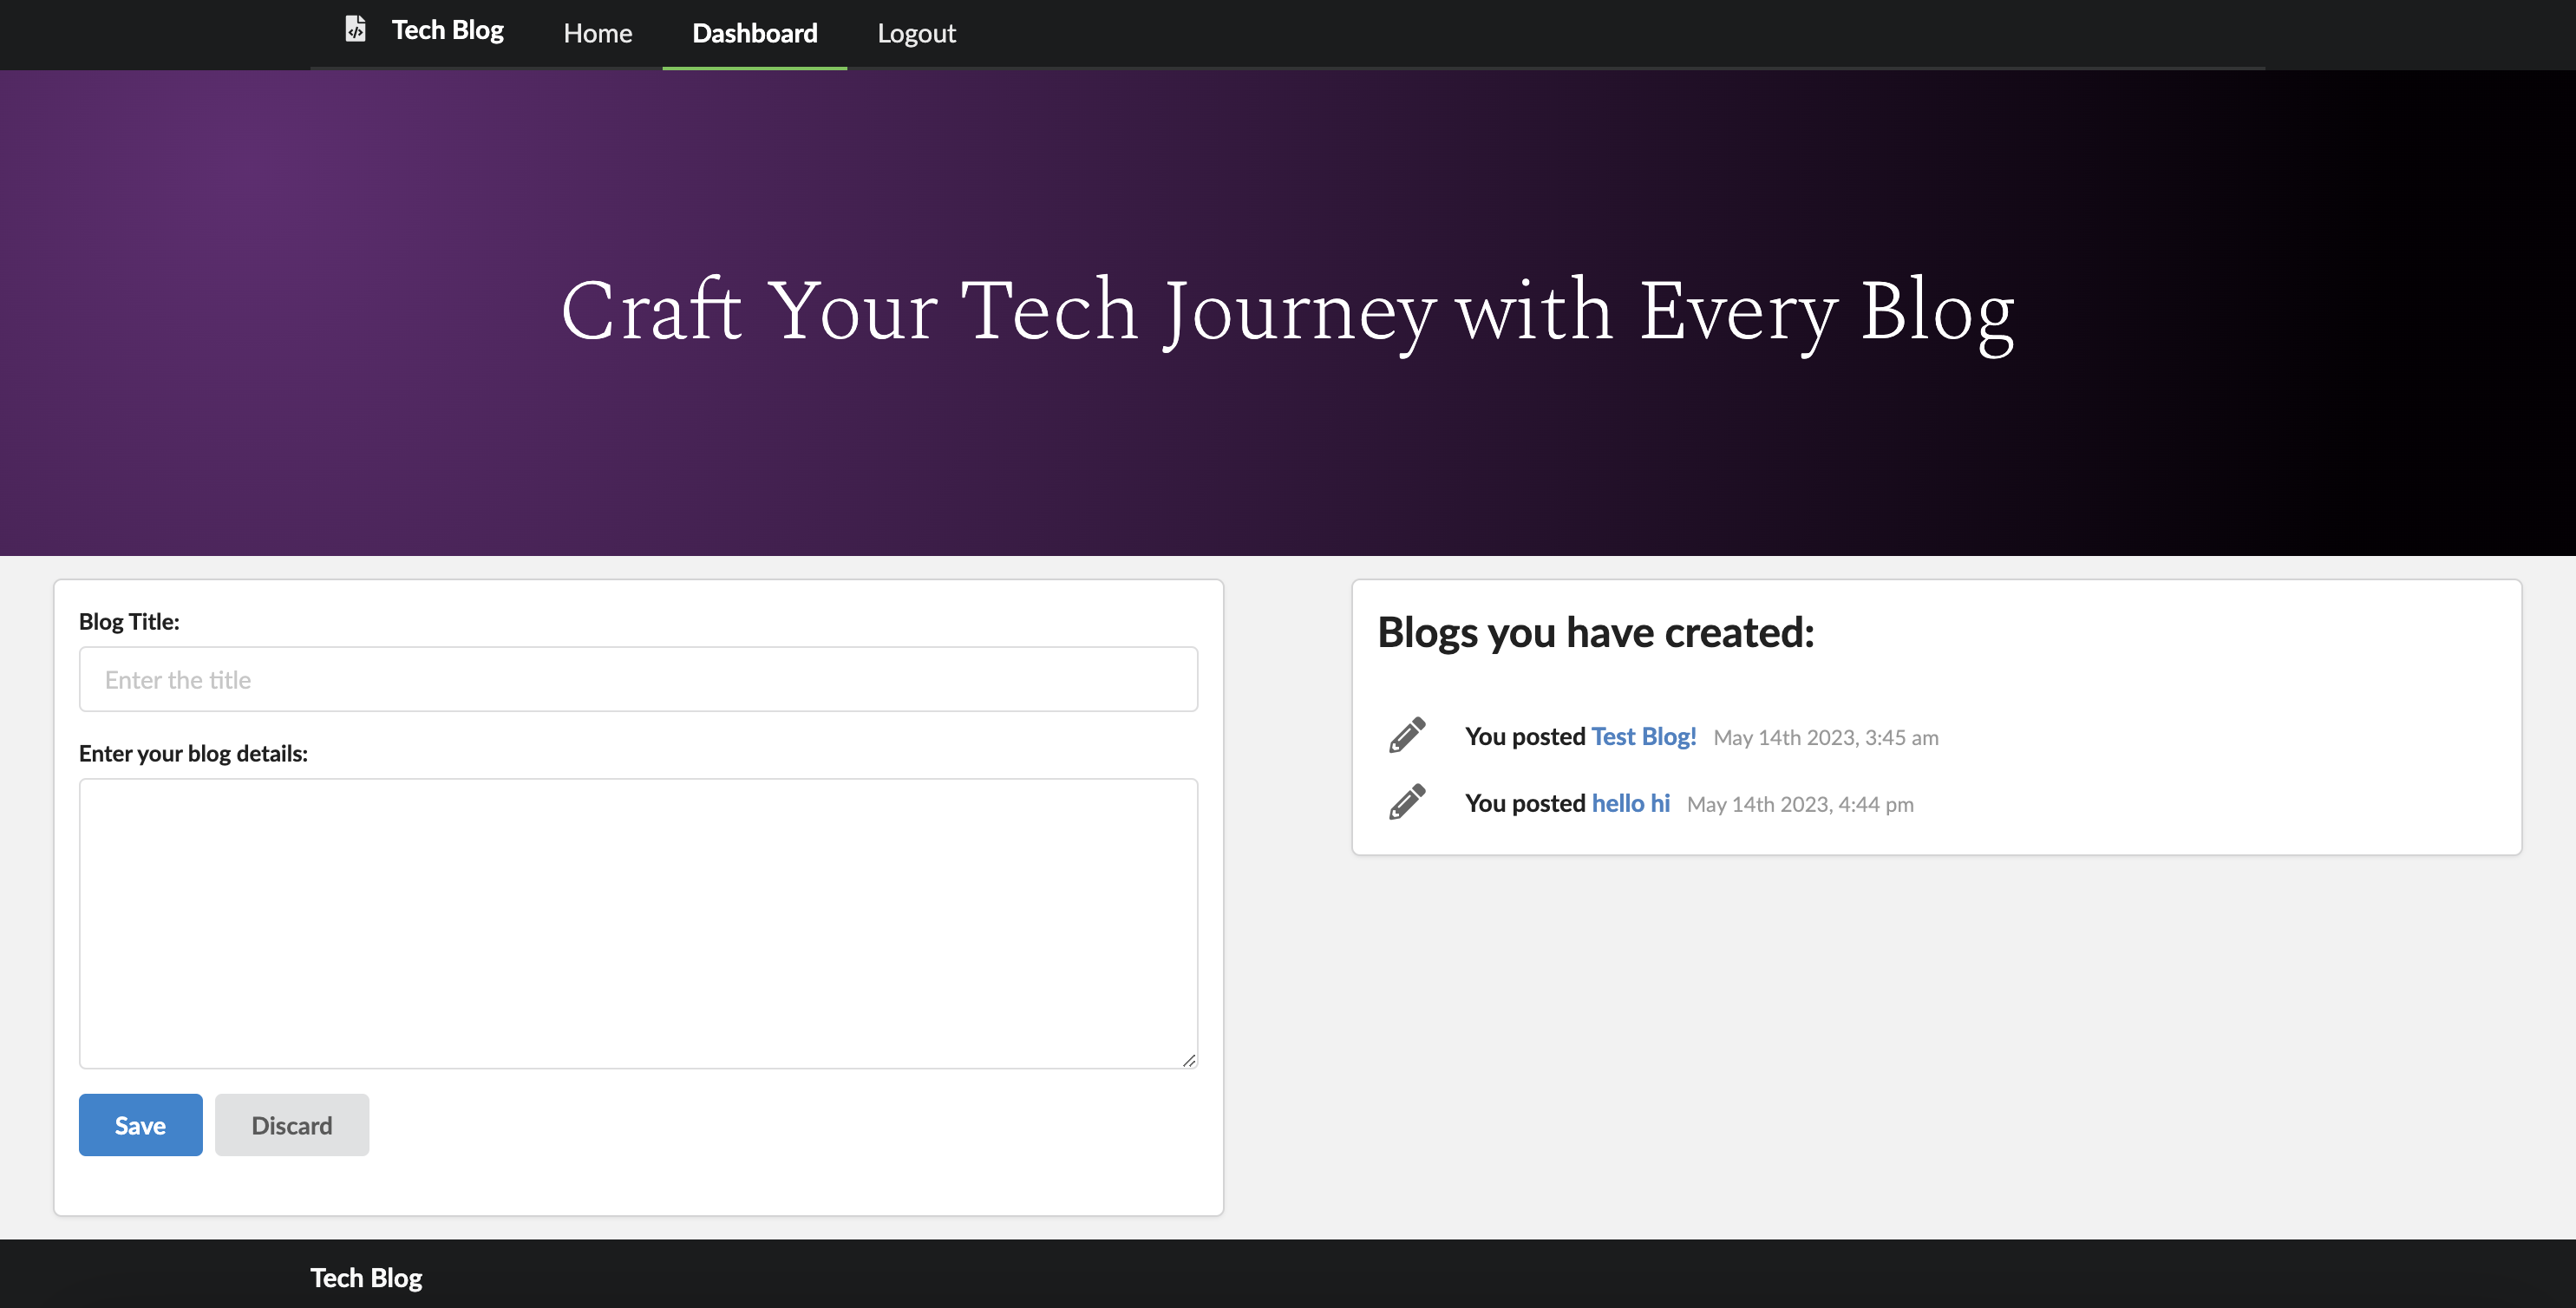 Tech Blog Home Dashboard Logout
Craft Your Tech Journey with Every Blog
Blog Title:
Enter the title
Enter your blog details:
Save Discard
Blogs you have created:
You posted Test Blog! May 14th 2023, 3:45 am
You posted hello hi May 14th 2023, 4:44 pm
Tech Blog